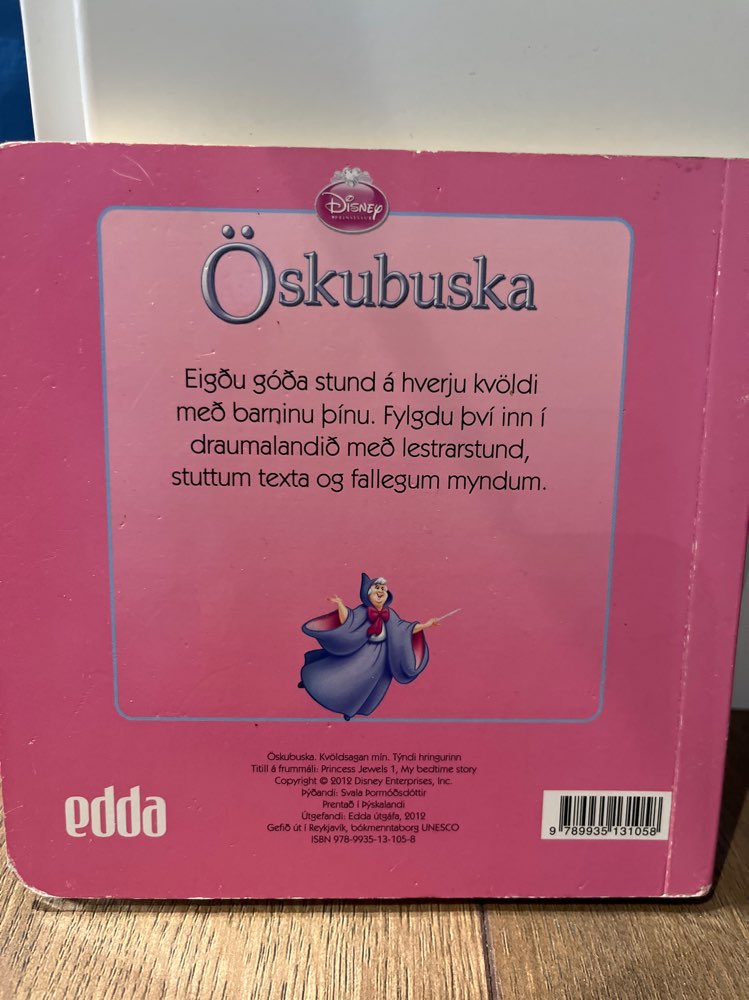 Disney
PRINSESSUR
Öskubuska
Eigðu góða stund á hverju kvöldi
með barninu þínu. Fylgdu því inn í
draumalandið með lestrarstund,
stuttum texta og fallegum myndum.
Öskubuska. Kvöldsagan mín. Týndi hringurinn
Titill á frummáli: Princess Jewels 1, My bedtime story
Copyright © 2012 Disney Enterprises, Inc.
Þýðandi: Svala Þormóðsdóttir
Prentað í Þýskalandi
Útgefandi: Edda útgáfa, 2012
Gefið út í Reykjavík, bókmenntaborg UNESCO
ISBN 978-9935-13-105-8
edda
9 789935 131058